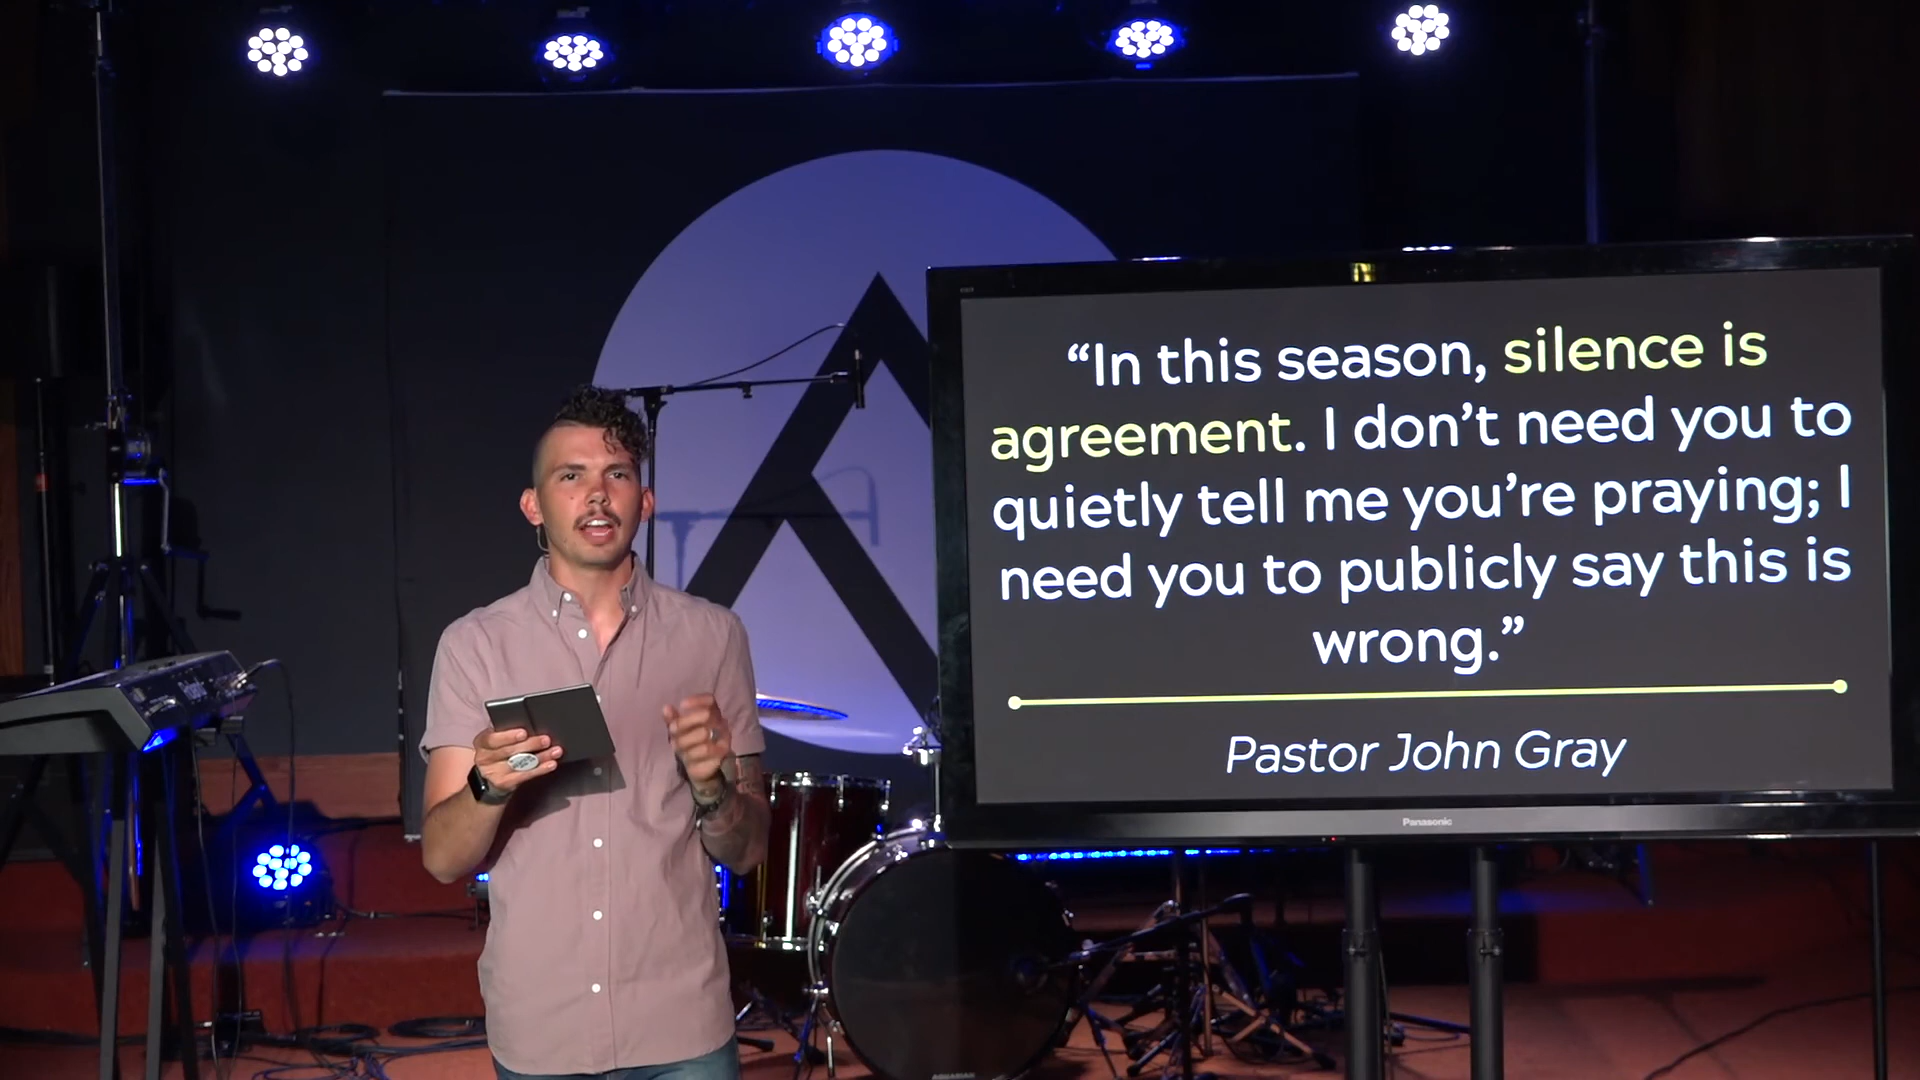 “In this season, silence is
agreement. I don’t need you to
quietly tell me you’re praying; I
need you to publicly say this is
wrong.”
Pastor John Gray
Panasonic